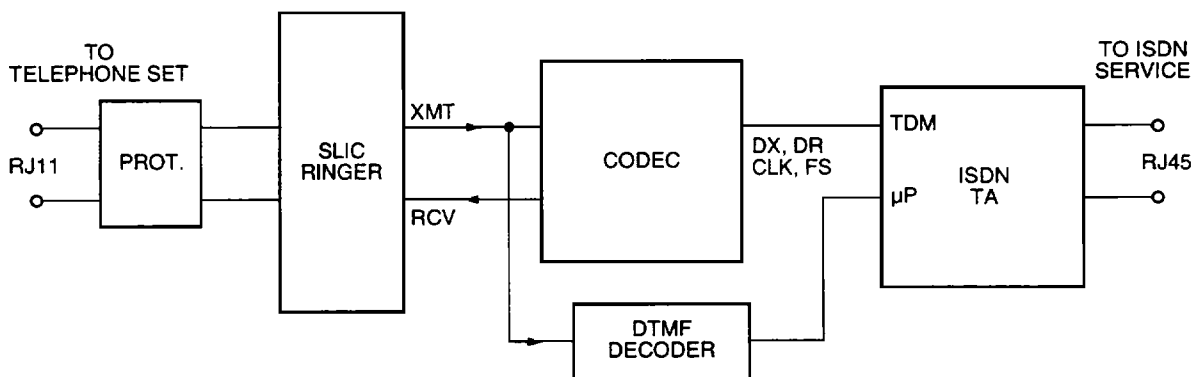 TO
TELEPHONE SET
RJ11
PROT.
SLIC
RINGER
XMT
RCV
CODEC
DX, DR
CLK, FS
DTMF
DECODER
TDM
µP
ISDN
TA
TO ISDN
SERVICE
RJ45